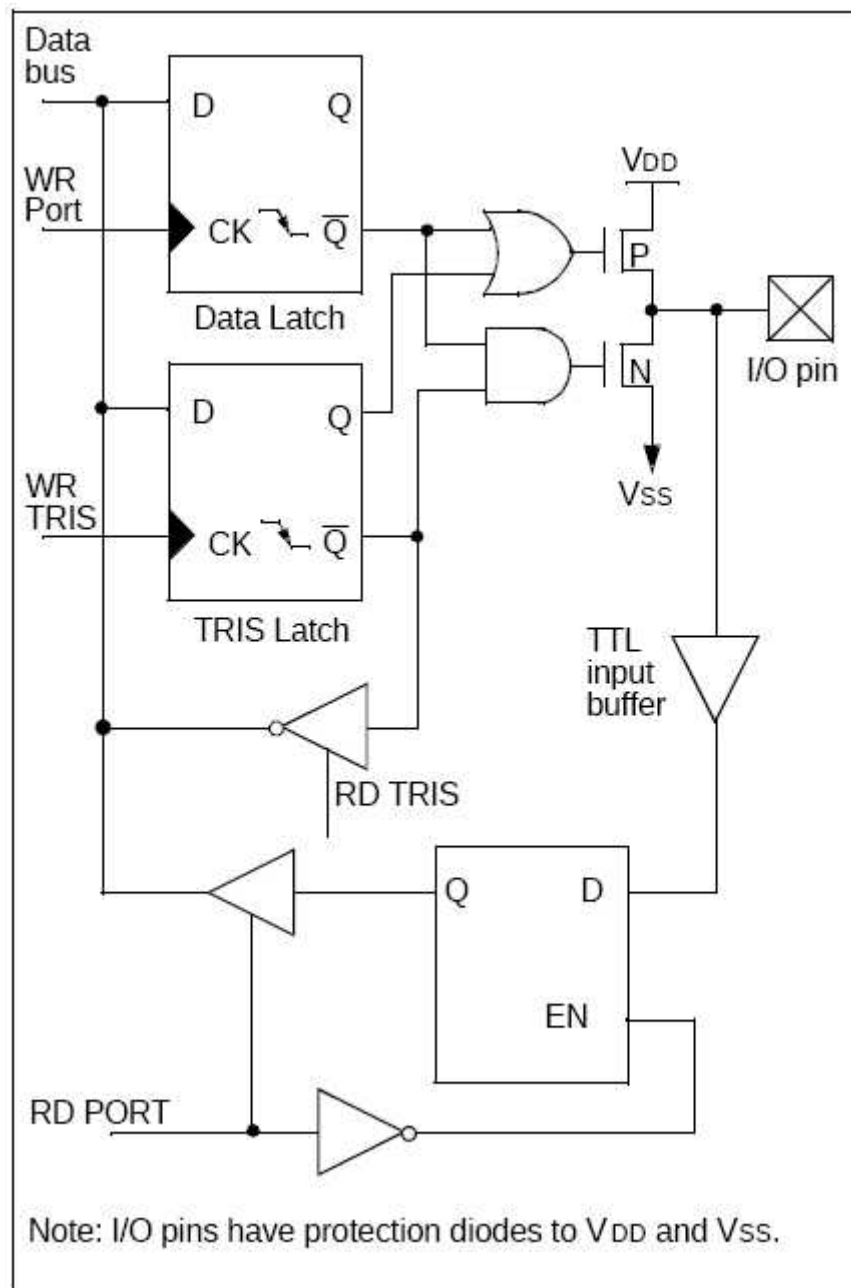 Data
bus
D
Q
WR
Port
CK
Q̅
Data Latch
VDD
P
N
I/O pin
VSS
D
Q
WR
TRIS
CK
Q̅
TRIS Latch
TTL
input
buffer
RD TRIS
Q
D
EN
RD PORT
Note: I/O pins have protection diodes to VDD and VSS.